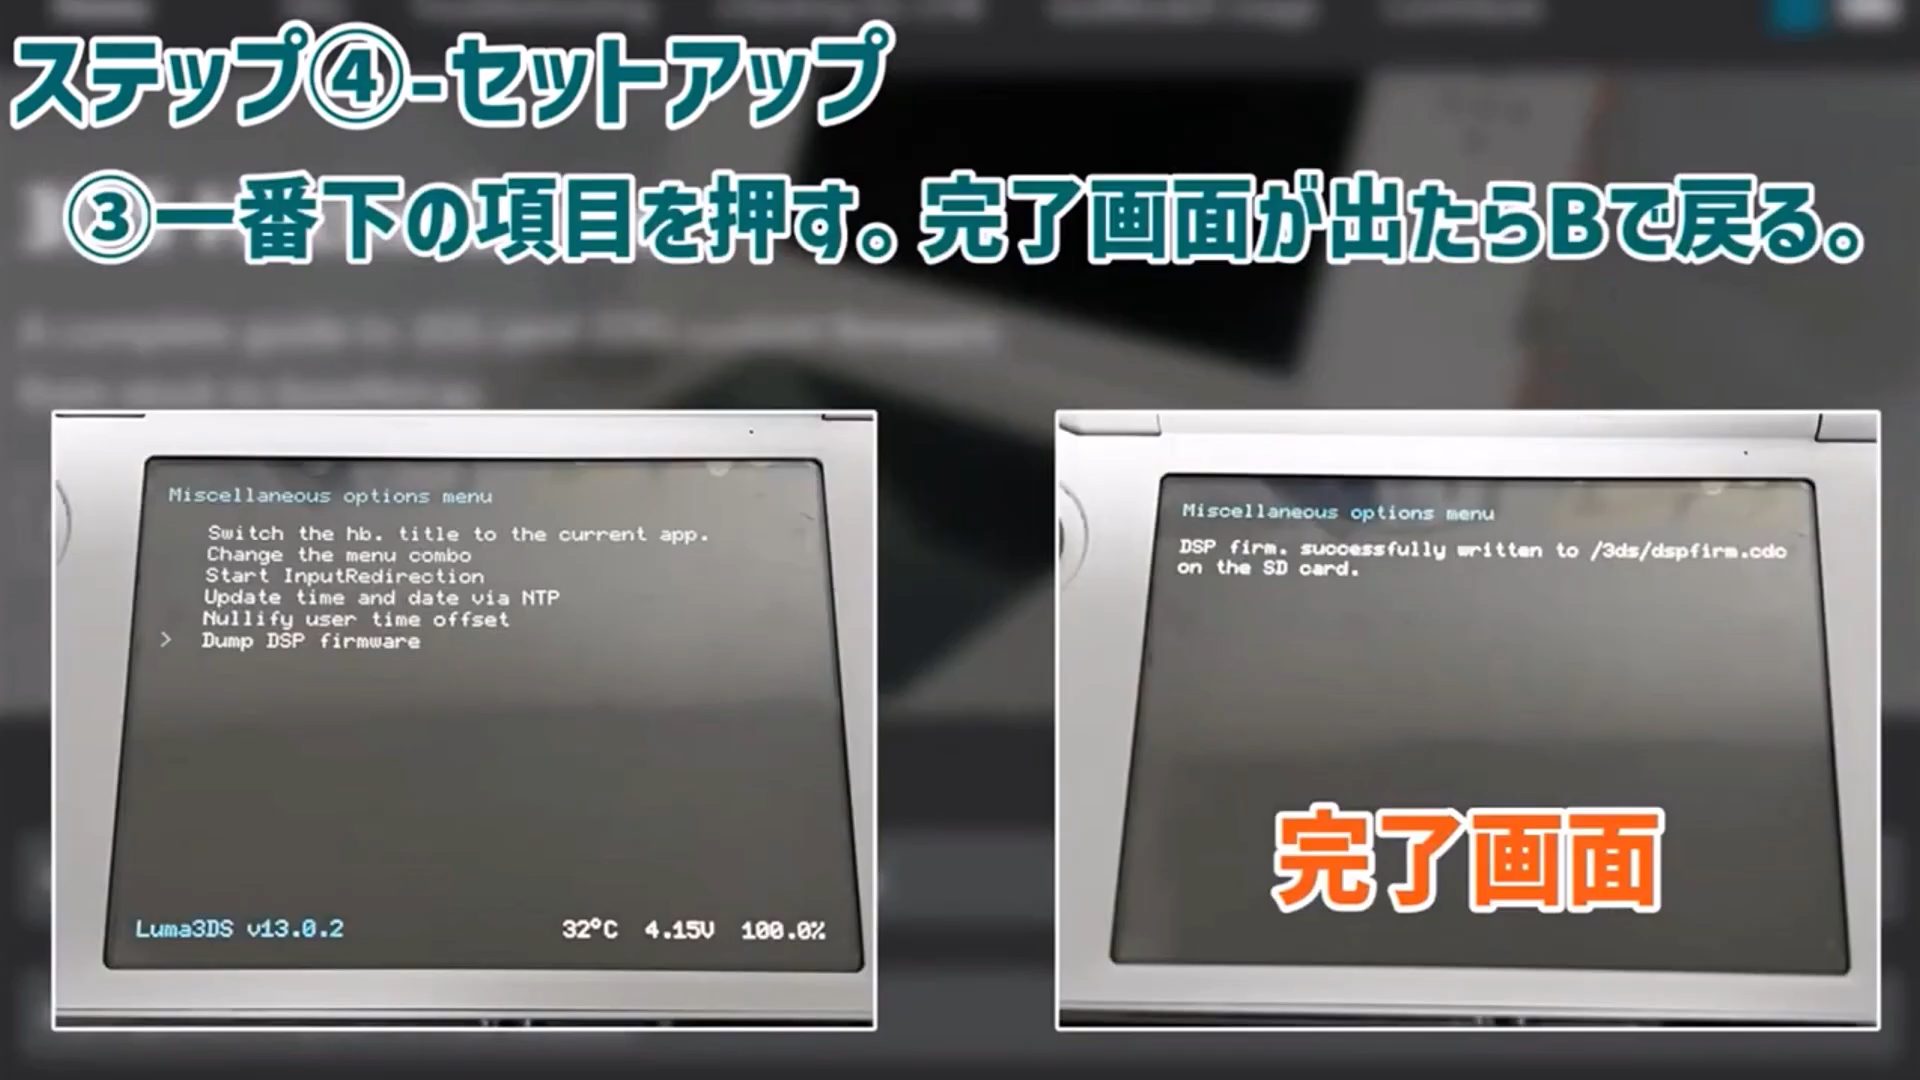 ステップ④-セットアップ
③一番下の項目を押す。完了画面が出たらBで戻る。
Miscellaneous options menu
Switch the hb. title to the current app.
Change the menu combo
Start InputRedirection
Update time and date via NTP
Nullify user time offset
> Dump DSP firmware
Luma3DS v13.0.2 32°C 4.15V 100.0%
Miscellaneous options menu
DSP firm. successfully written to /3ds/dspfirm.cdc
on the SD card.
完了画面